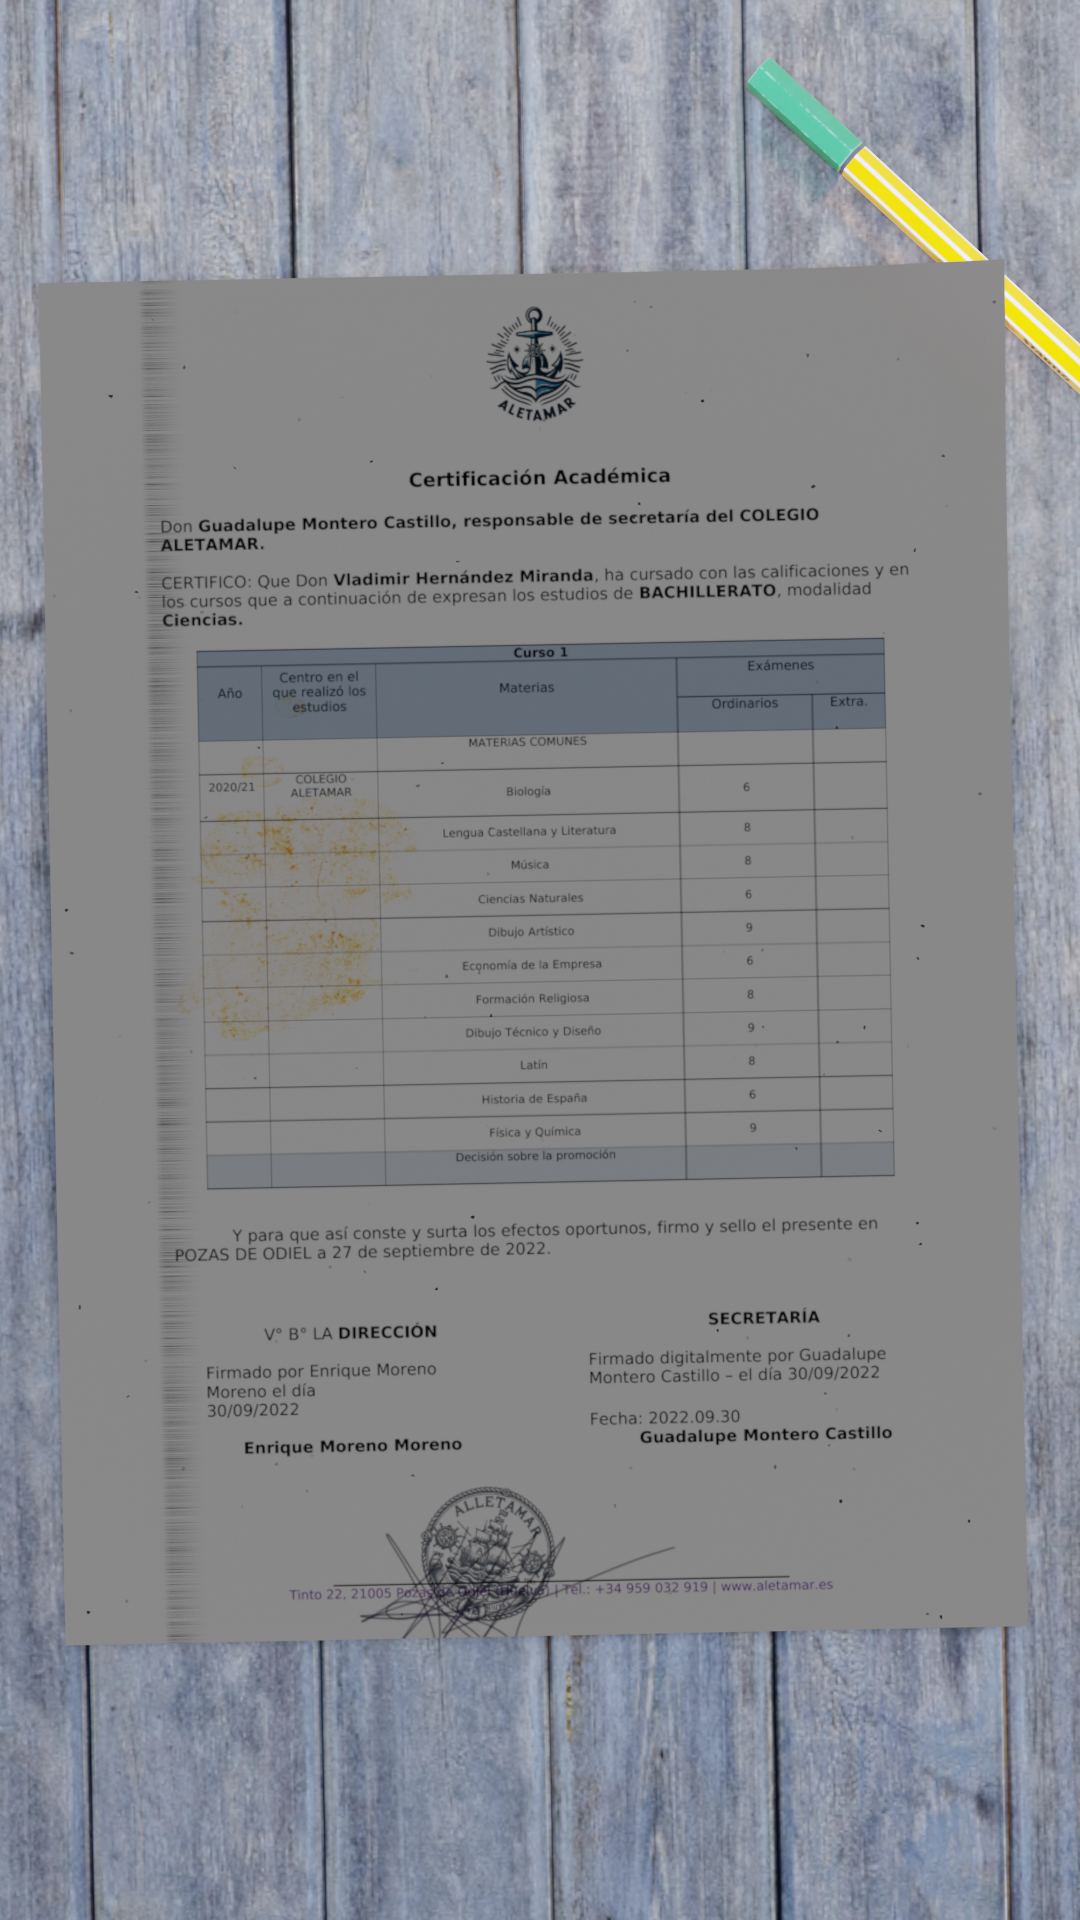 ALETAMAR
Certificación Académica
Don Guadalupe Montero Castillo, responsable de secretaría del COLEGIO
ALETAMAR.
CERTIFICO: Que Don Vladimir Hernández Miranda, ha cursado con las calificaciones y en
los cursos que a continuación de expresan los estudios de BACHILLERATO, modalidad
Ciencias.
Curso 1
Año Centro en el que realizó los estudios Materias Exámenes
Ordinarios Extra.
MATERIAS COMUNES
2020/21 COLEGIO ALETAMAR Biología 6
Lengua Castellana y Literatura 8
Música 8
Ciencias Naturales 6
Dibujo Artístico 9
Economía de la Empresa 6
Formación Religiosa 8
Dibujo Técnico y Diseño 9
Latín 8
Historia de España 6
Física y Química 9
Decisión sobre la promoción
Y para que así conste y surta los efectos oportunos, firmo y sello el presente en
POZAS DE ODIEL a 27 de septiembre de 2022.
V° B° LA DIRECCIÓN
Firmado por Enrique Moreno
Moreno el día
30/09/2022
Enrique Moreno Moreno
SECRETARÍA
Firmado digitalmente por Guadalupe
Montero Castillo – el día 30/09/2022
Fecha: 2022.09.30
Guadalupe Montero Castillo
ALLETAMAR
Tinto 22, 21005 Pozas de Odiel (Huelva) | Tel.: +34 959 032 919 | www.aletamar.es